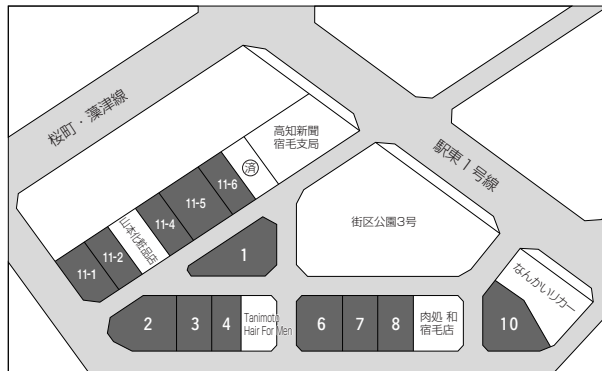 桜町・藻津線
高知新聞
宿毛支局
駅東1号線
済
11-6
11-5
11-4
山本化粧品店
11-2
11-1
街区公園3号
1
なんかいリカー
2
3
4
Tanimoto
Hair For Men
6
7
8
肉処 和
宿毛店
10